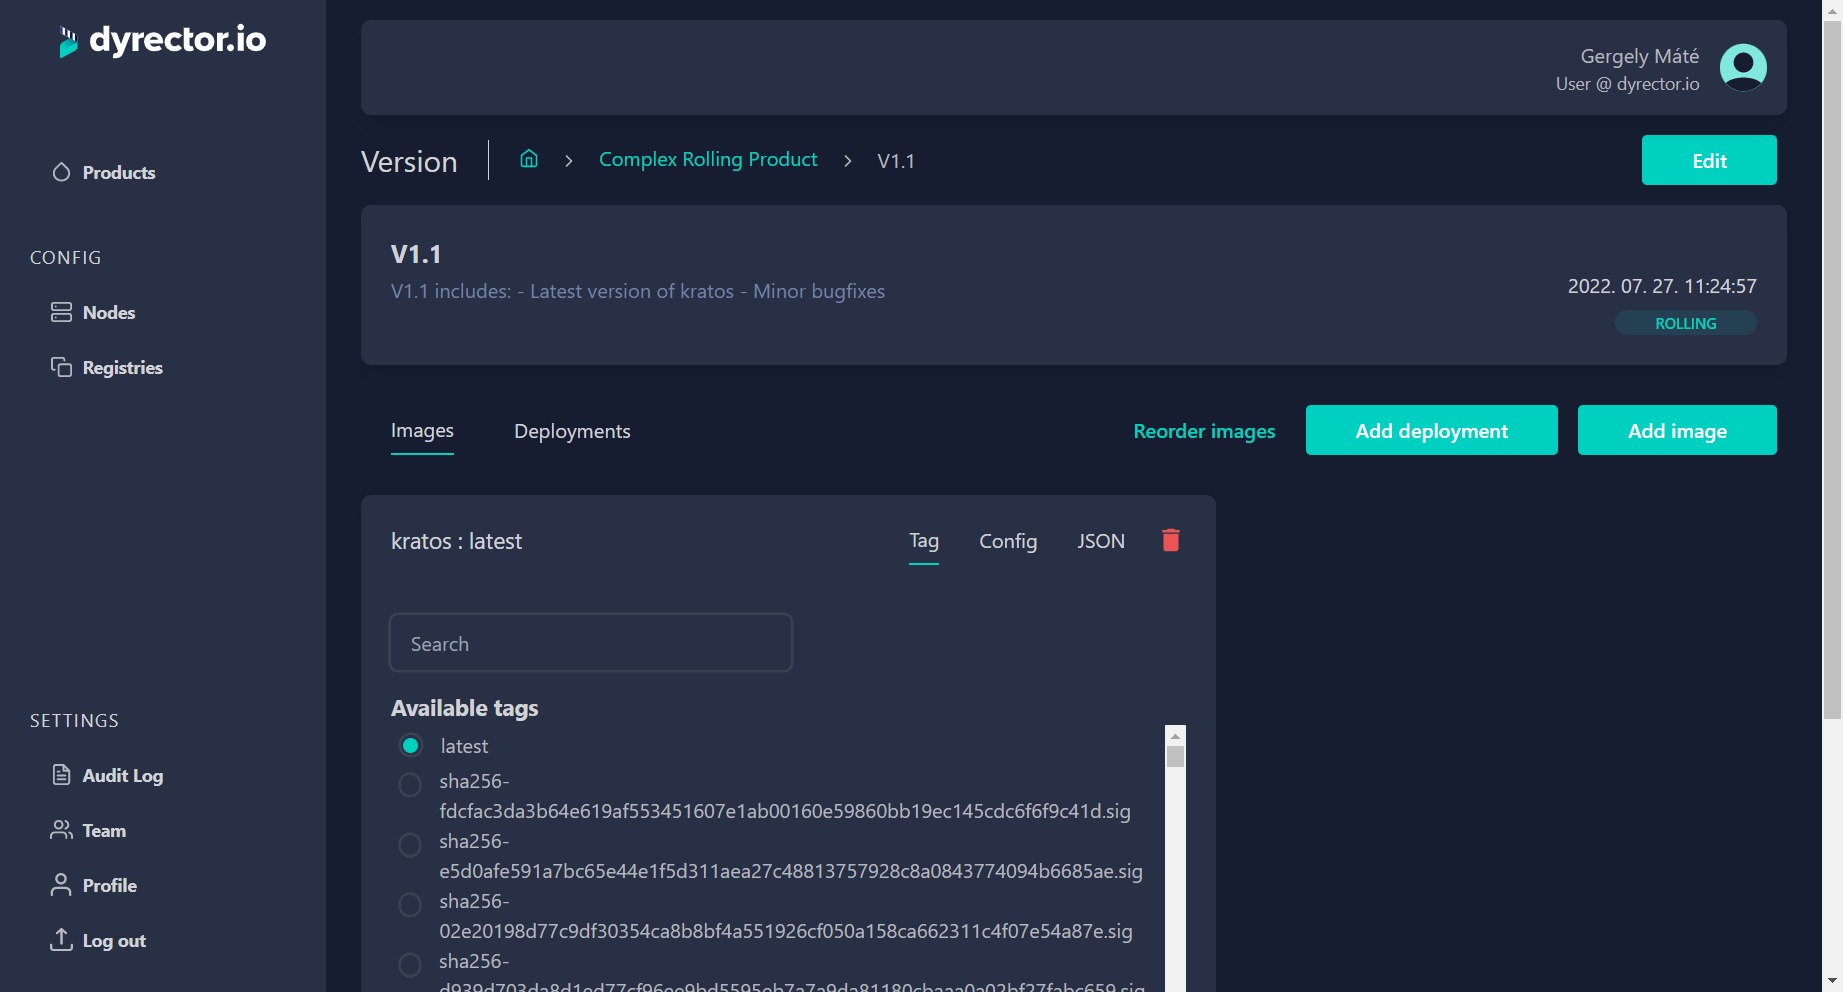 dyrector.io
Gergely Máté
User @ dyrector.io
Products
Version
Complex Rolling Product
V1.1
Edit
CONFIG
V1.1
V1.1 includes: - Latest version of kratos - Minor bugfixes
2022. 07. 27. 11:24:57
ROLLING
Nodes
Registries
Images
Deployments
Reorder images
Add deployment
Add image
kratos : latest
Tag
Config
JSON
Search
Available tags
latest
sha256-
fdcfac3da3b64e619af553451607e1ab00160e59860bb19ec145cdc6f6f9c41d.sig
sha256-
e5d0afe591a7bc65e44e1f5d311aea27c48813757928c8a0843774094b6685ae.sig
sha256-
02e20198d77c9df30354ca8b8bf4a551926cf050a158ca662311c4f07e54a87e.sig
sha256-
SETTINGS
Audit Log
Team
Profile
Log out